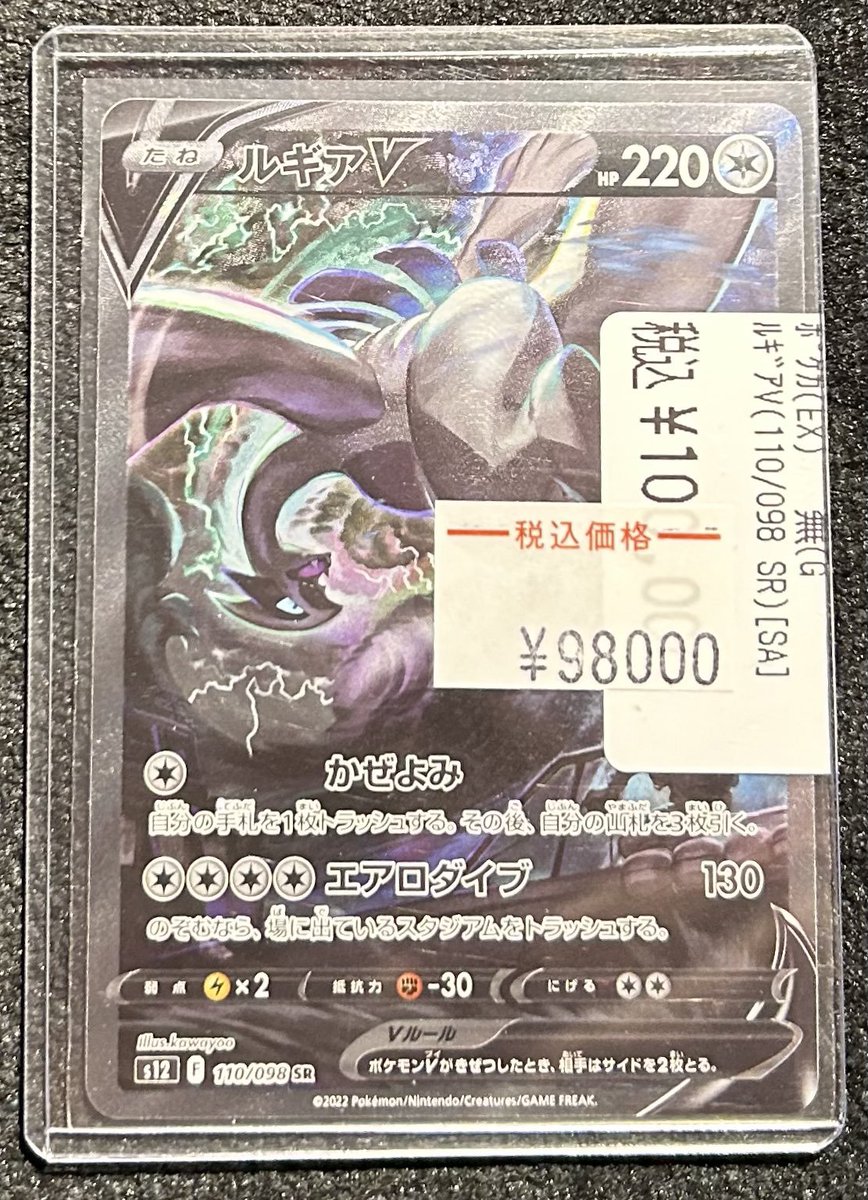 たね
ルギアV
HP 220
ポケカ(EX) 無(G
ルギアV(110/098 SR)[SA]
税込 ¥10
税込価格
¥98000
かぜよみ
自分の手札を1枚トラッシュする。その後、自分の山札を3枚引く。
エアロダイブ 130
のぞむなら、場に出ているスタジアムをトラッシュする。
弱点 ×2 抵抗力 -30 にげる
Illus. kawayoo
Vルール
s12 F 110/098 SR
ポケモンVがきぜつしたとき、相手はサイドを2枚とる。
©2022 Pokémon/Nintendo/Creatures/GAME FREAK.